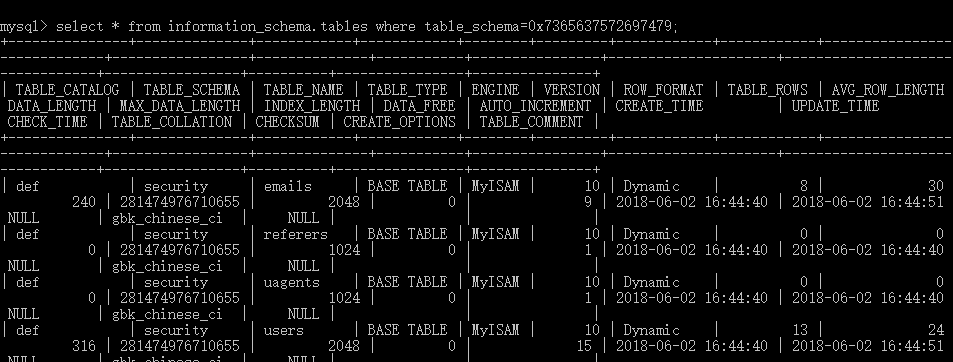 mysql> select * from information_schema.tables where table_schema=0x7365637572697479;
+---------------+--------------+------------+------------+--------+---------+------------+------------+----------------
-------------+-----------------+--------------+-----------+----------------+---------------------+---------------------
+------------+-----------------+----------+----------------+---------------+
| TABLE_CATALOG | TABLE_SCHEMA | TABLE_NAME | TABLE_TYPE | ENGINE | VERSION | ROW_FORMAT | TABLE_ROWS | AVG_ROW_LENGTH
DATA_LENGTH | MAX_DATA_LENGTH | INDEX_LENGTH | DATA_FREE | AUTO_INCREMENT | CREATE_TIME | UPDATE_TIME
CHECK_TIME | TABLE_COLLATION | CHECKSUM | CREATE_OPTIONS | TABLE_COMMENT |
+---------------+--------------+------------+------------+--------+---------+------------+------------+----------------
-------------+-----------------+--------------+-----------+----------------+---------------------+---------------------
+------------+-----------------+----------+----------------+---------------+
| def | security | emails | BASE TABLE | MyISAM | 10 | Dynamic | 8 | 30
240 | 281474976710655 | 2048 | 0 | 9 | 2018-06-02 16:44:40 | 2018-06-02 16:44:51
NULL | gbk_chinese_ci | NULL | | |
| def | security | referers | BASE TABLE | MyISAM | 10 | Dynamic | 0 | 0
0 | 281474976710655 | 1024 | 0 | 1 | 2018-06-02 16:44:40 | 2018-06-02 16:44:40
NULL | gbk_chinese_ci | NULL | | |
| def | security | uagents | BASE TABLE | MyISAM | 10 | Dynamic | 0 | 0
0 | 281474976710655 | 1024 | 0 | 1 | 2018-06-02 16:44:40 | 2018-06-02 16:44:40
NULL | gbk_chinese_ci | NULL | | |
| def | security | users | BASE TABLE | MyISAM | 10 | Dynamic | 13 | 24
316 | 281474976710655 | 2048 | 0 | 15 | 2018-06-02 16:44:40 | 2018-06-02 16:44:51
NULL | gbk_chinese_ci | NULL | | |